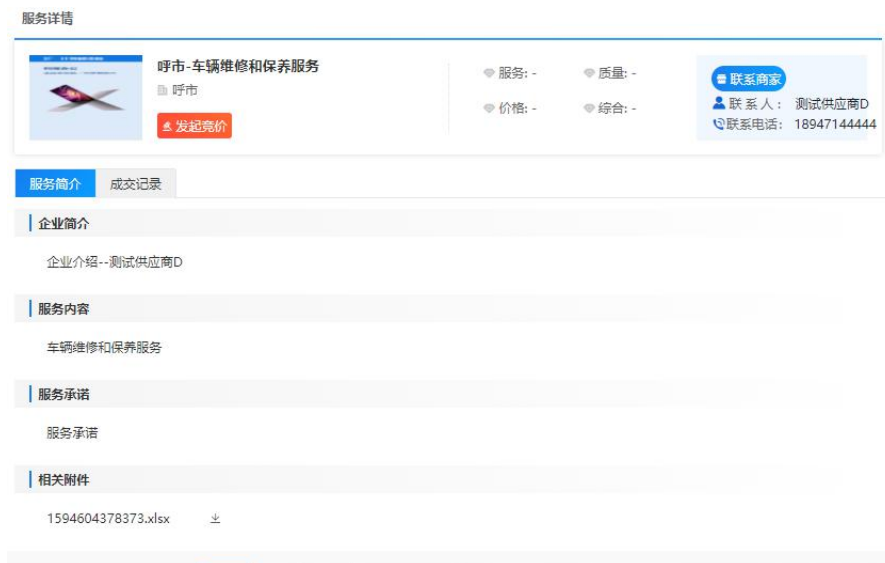 服务详情
呼市-车辆维修和保养服务
呼市
发起竞价
服务: -
质量: -
价格: -
综合: -
联系商家
联 系 人： 测试供应商D
联系电话： 18947144444
服务简介 成交记录
企业简介
企业介绍--测试供应商D
服务内容
车辆维修和保养服务
服务承诺
服务承诺
相关附件
1594604378373.xlsx